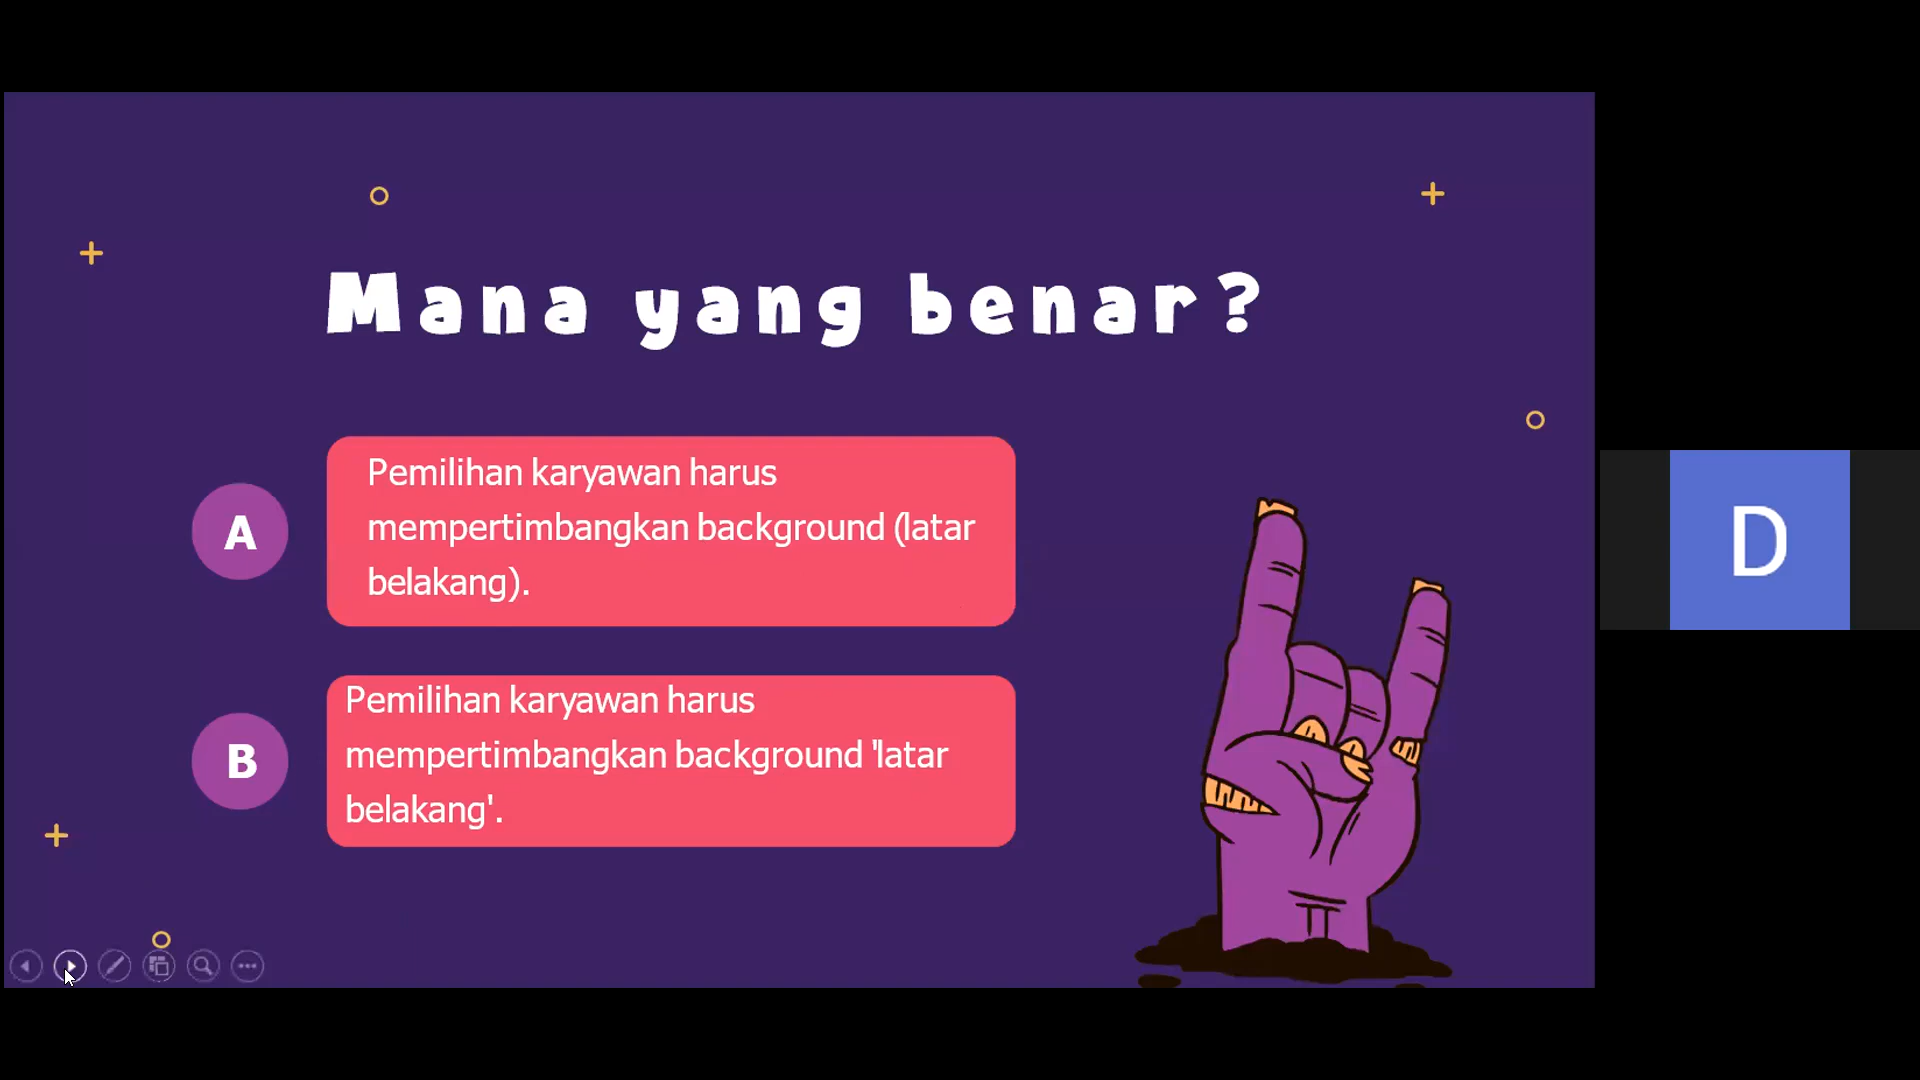 Mana yang benar?
A
Pemilihan karyawan harus
mempertimbangkan background (latar
belakang).
B
Pemilihan karyawan harus
mempertimbangkan background 'latar
belakang'.
D